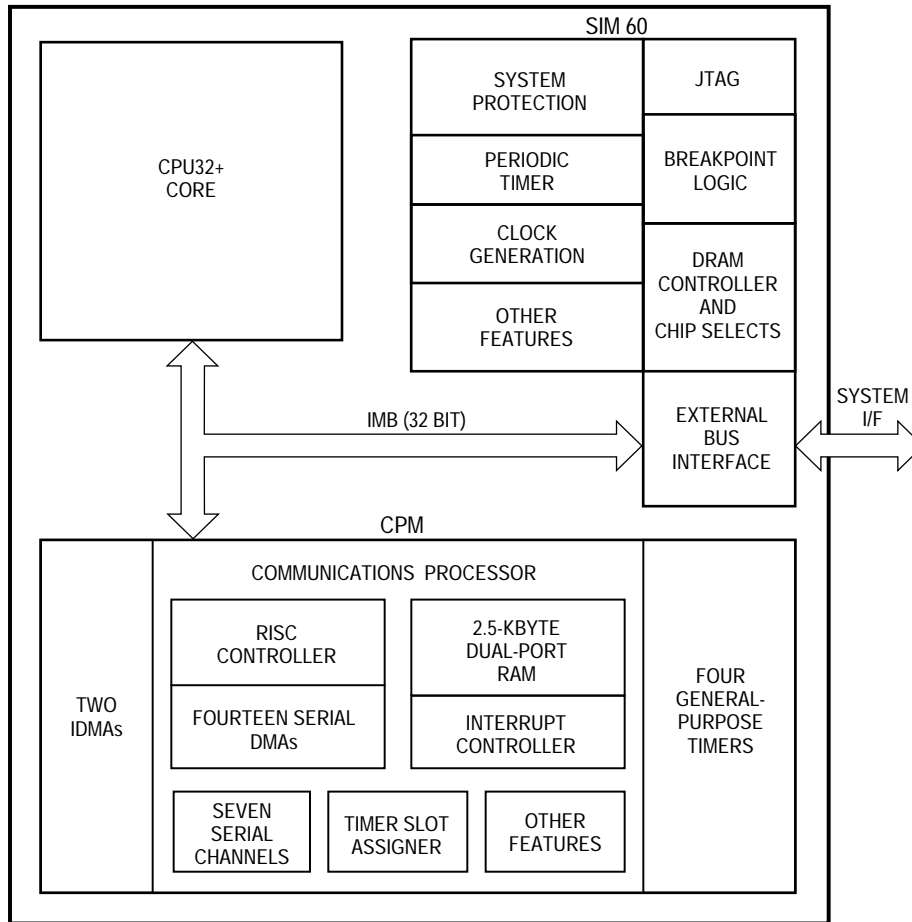 SIM 60
CPU32+
CORE
SYSTEM
PROTECTION
JTAG
PERIODIC
TIMER
BREAKPOINT
LOGIC
CLOCK
GENERATION
DRAM
CONTROLLER
AND
CHIP SELECTS
OTHER
FEATURES
IMB (32 BIT)
EXTERNAL
BUS
INTERFACE
SYSTEM
I/F
CPM
TWO
IDMAs
COMMUNICATIONS PROCESSOR
RISC
CONTROLLER
2.5-KBYTE
DUAL-PORT
RAM
FOURTEEN SERIAL
DMAs
INTERRUPT
CONTROLLER
SEVEN
SERIAL
CHANNELS
TIMER SLOT
ASSIGNER
OTHER
FEATURES
FOUR
GENERAL-
PURPOSE
TIMERS